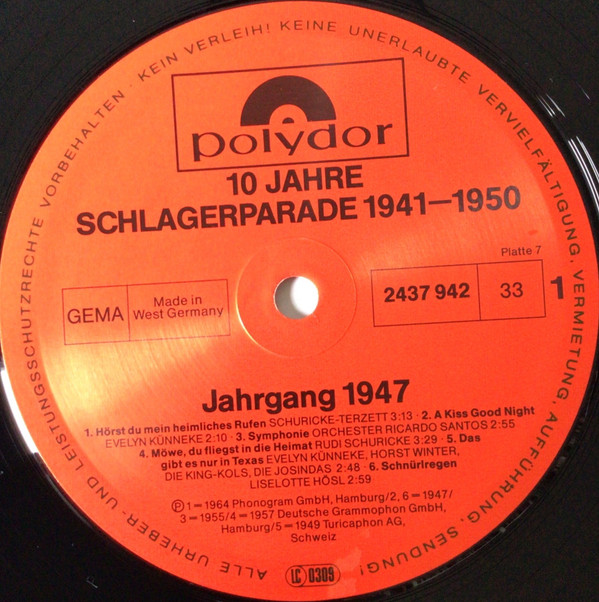 ALLE URHEBER- UND LEISTUNGSSCHUTZRECHTE VORBEHALTEN · KEIN VERLEIH! KEINE UNERLAUBTE VERVIELFÄLTIGUNG, VERMIETUNG, AUFFÜHRUNG, SENDUNG!
polydor
10 JAHRE
SCHLAGERPARADE 1941—1950
Platte 7
GEMA
Made in
West Germany
2437 942
33
1
Jahrgang 1947
1. Hörst du mein heimliches Rufen SCHURICKE-TERZETT 3:13 · 2. A Kiss Good Night
EVELYN KÜNNEKE 2:10 · 3. Symphonie ORCHESTER RICARDO SANTOS 2:55
4. Möwe, du fliegst in die Heimat RUDI SCHURICKE 3:29 · 5. Das
gibt es nur in Texas EVELYN KÜNNEKE, HORST WINTER,
DIE KING-KOLS, DIE JOSINDAS 2:48 · 6. Schnürlregen
LISELOTTE HÖSL 2:59
Ⓟ 1—1964 Phonogram GmbH, Hamburg/2, 6—1947/
3—1955/4—1957 Deutsche Grammophon GmbH,
Hamburg/5—1949 Turicaphon AG,
Schweiz
LC 0309